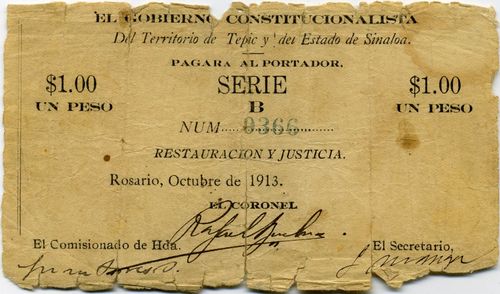 EL GOBIERNO CONSTITUCIONALISTA
Del Territorio de Tepic y del Estado de Sinaloa.
PAGARA AL PORTADOR.
$1.00 SERIE $1.00
UN PESO B UN PESO
NUM 0366
RESTAURACION Y JUSTICIA.
Rosario, Octubre de 1913.
EL CORONEL
Rafael Buelna
El Comisionado de Hda. El Secretario,